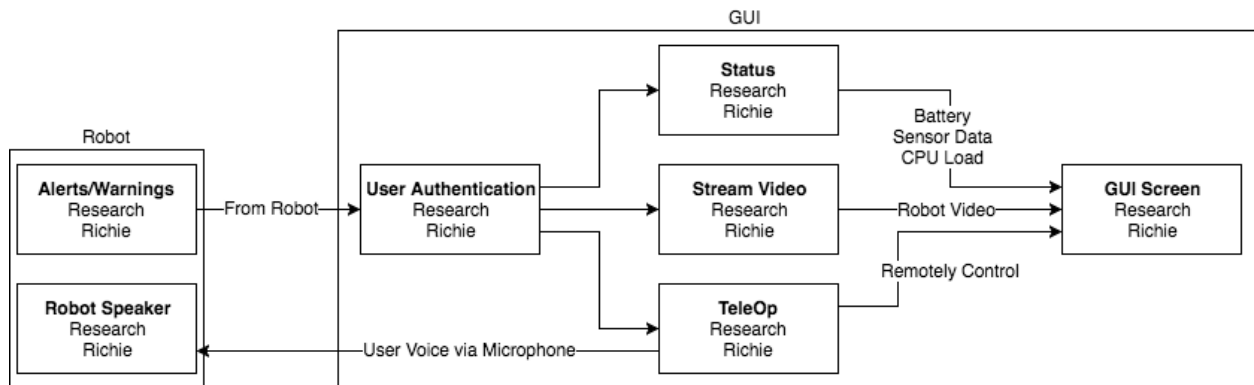 GUI
Robot
Alerts/Warnings
Research
Richie
Robot Speaker
Research
Richie
From Robot
User Authentication
Research
Richie
Status
Research
Richie
Stream Video
Research
Richie
TeleOp
Research
Richie
User Voice via Microphone
Battery
Sensor Data
CPU Load
Robot Video
Remotely Control
GUI Screen
Research
Richie